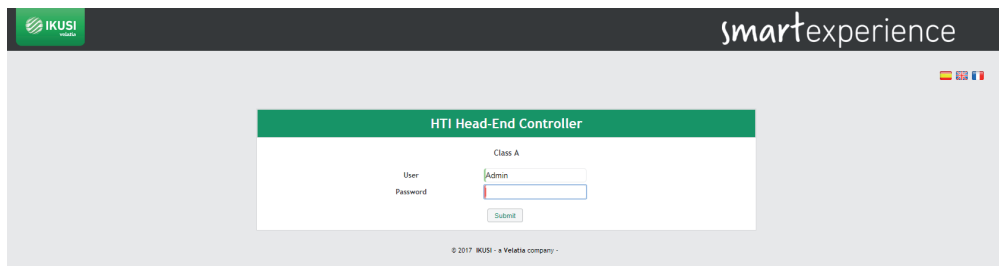 IKUSI
velatia
smartexperience
HTI Head-End Controller
Class A
User Admin
Password
Submit
© 2017 IKUSI - a Velatia company -